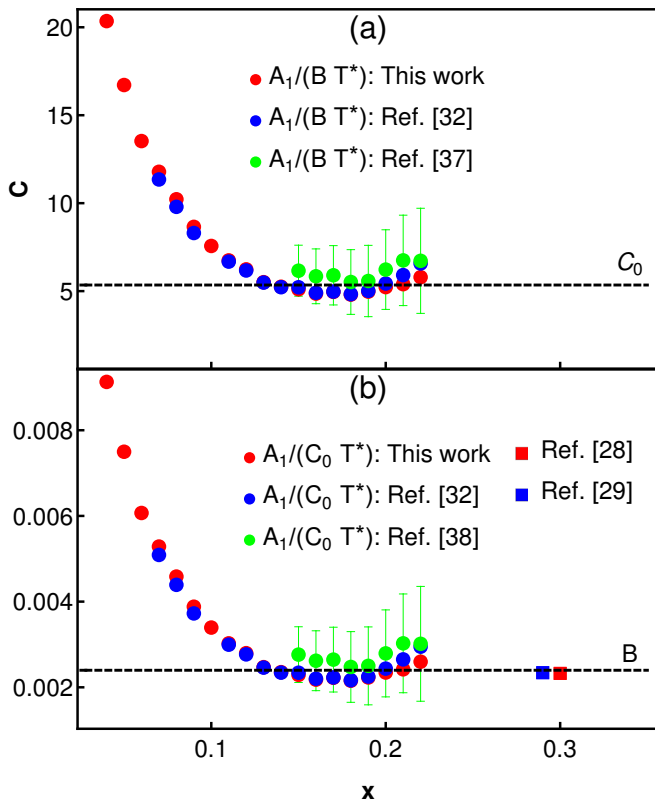 (a)
20
15
10
5
C
A₁/(B T*): This work
A₁/(B T*): Ref. [32]
A₁/(B T*): Ref. [37]
C₀
(b)
0.008
0.006
0.004
0.002
A₁/(C₀ T*): This work
A₁/(C₀ T*): Ref. [32]
A₁/(C₀ T*): Ref. [38]
Ref. [28]
Ref. [29]
B
0.1 0.2 0.3
x